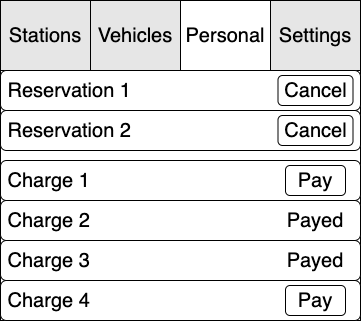 Stations Vehicles Personal Settings
Reservation 1 Cancel
Reservation 2 Cancel
Charge 1 Pay
Charge 2 Payed
Charge 3 Payed
Charge 4 Pay